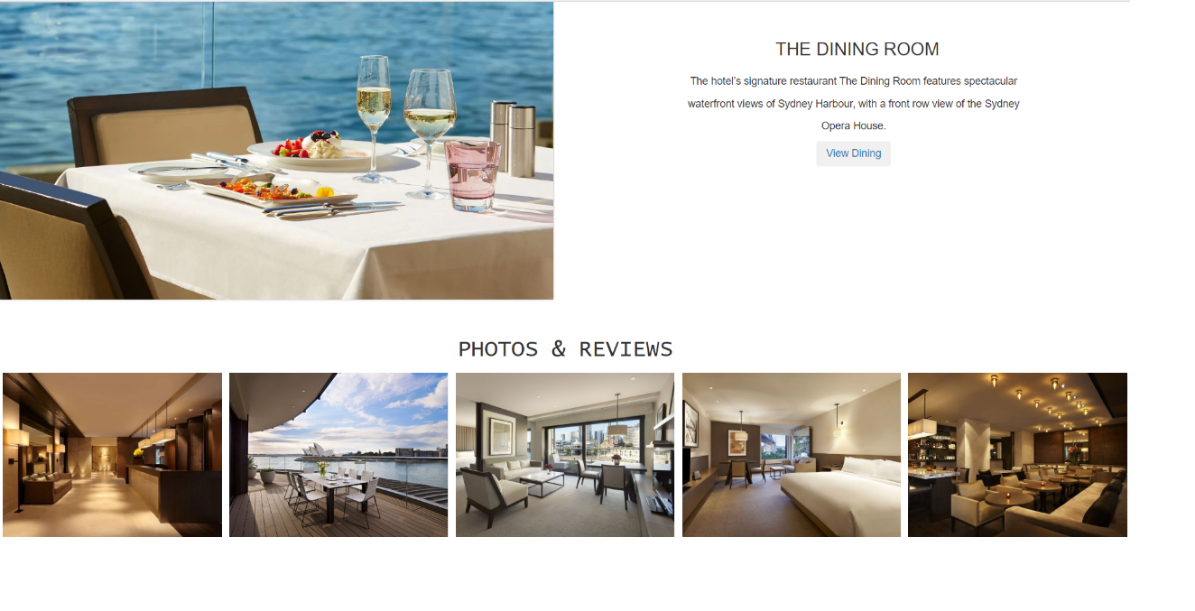 THE DINING ROOM
The hotel's signature restaurant The Dining Room features spectacular
waterfront views of Sydney Harbour, with a front row view of the Sydney
Opera House.
View Dining
PHOTOS & REVIEWS